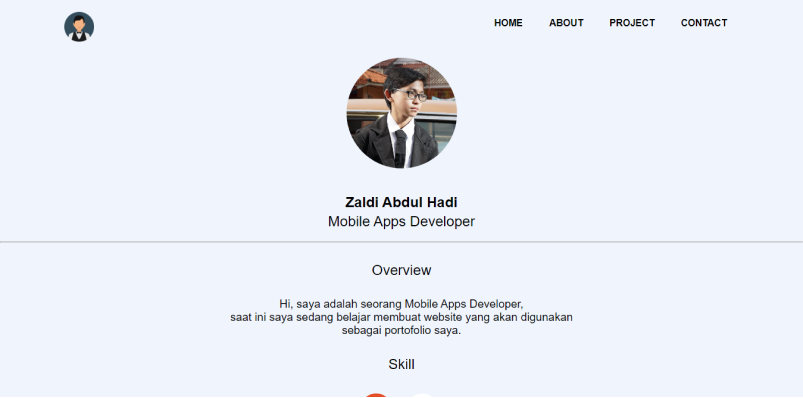 HOME ABOUT PROJECT CONTACT
Zaldi Abdul Hadi
Mobile Apps Developer
Overview
Hi, saya adalah seorang Mobile Apps Developer,
saat ini saya sedang belajar membuat website yang akan digunakan
sebagai portofolio saya.
Skill